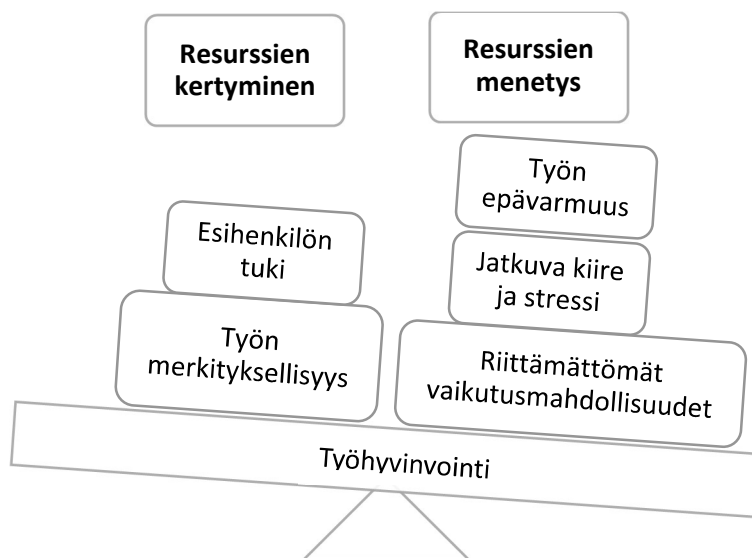 Resurssien
kertyminen
Resurssien
menetys
Työn
epävarmuus
Esihenkilön
tuki
Jatkuva kiire
ja stressi
Työn
merkityksellisyys
Riittämättömät
vaikutusmahdollisuudet
Työhyvinvointi